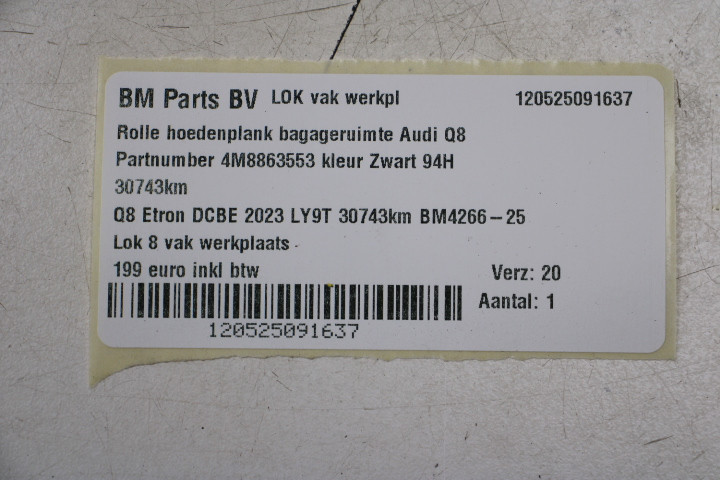 BM Parts BV LOK vak werkpl 120525091637
Rolle hoedenplank bagageruimte Audi Q8
Partnumber 4M8863553 kleur Zwart 94H
30743km
Q8 Etron DCBE 2023 LY9T 30743km BM4266-25
Lok 8 vak werkplaats
199 euro inkl btw Verz: 20
Aantal: 1
120525091637